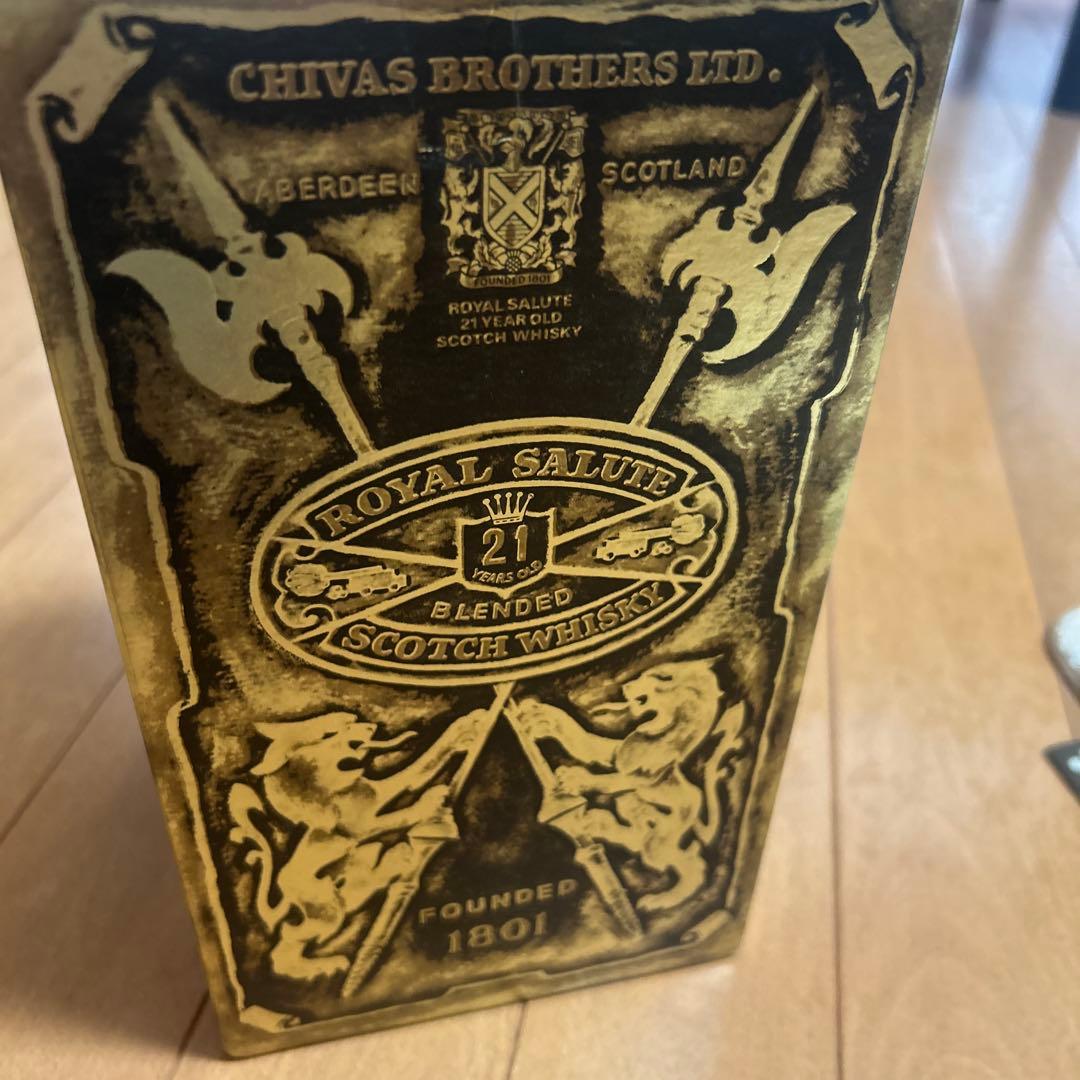 CHIVAS BROTHERS LTD.
ABERDEEN SCOTLAND
FOUNDED 1801
ROYAL SALUTE
21 YEAR OLD
SCOTCH WHISKY
ROYAL SALUTE
21
YEARS OLD
BLENDED
SCOTCH WHISKY
FOUNDED
1801